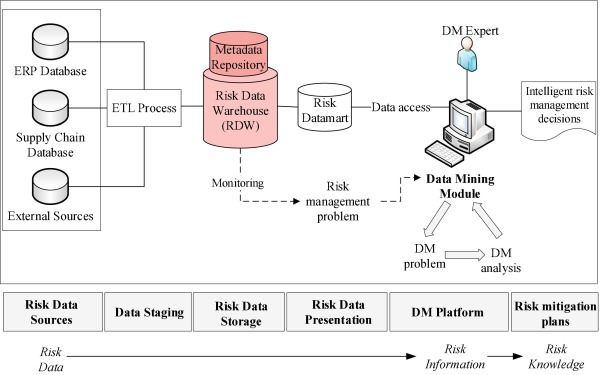 ERP Database
Supply Chain
Database
External Sources
ETL Process
Metadata
Repository
Risk Data
Warehouse
(RDW)
Risk
Datamart
Data access
DM Expert
Intelligent risk
management
decisions
Monitoring
Risk
management
problem
Data Mining
Module
DM
problem
DM
analysis
Risk Data
Sources
Data Staging
Risk Data
Storage
Risk Data
Presentation
DM Platform
Risk mitigation
plans
Risk
Data
Risk
Information
Risk
Knowledge